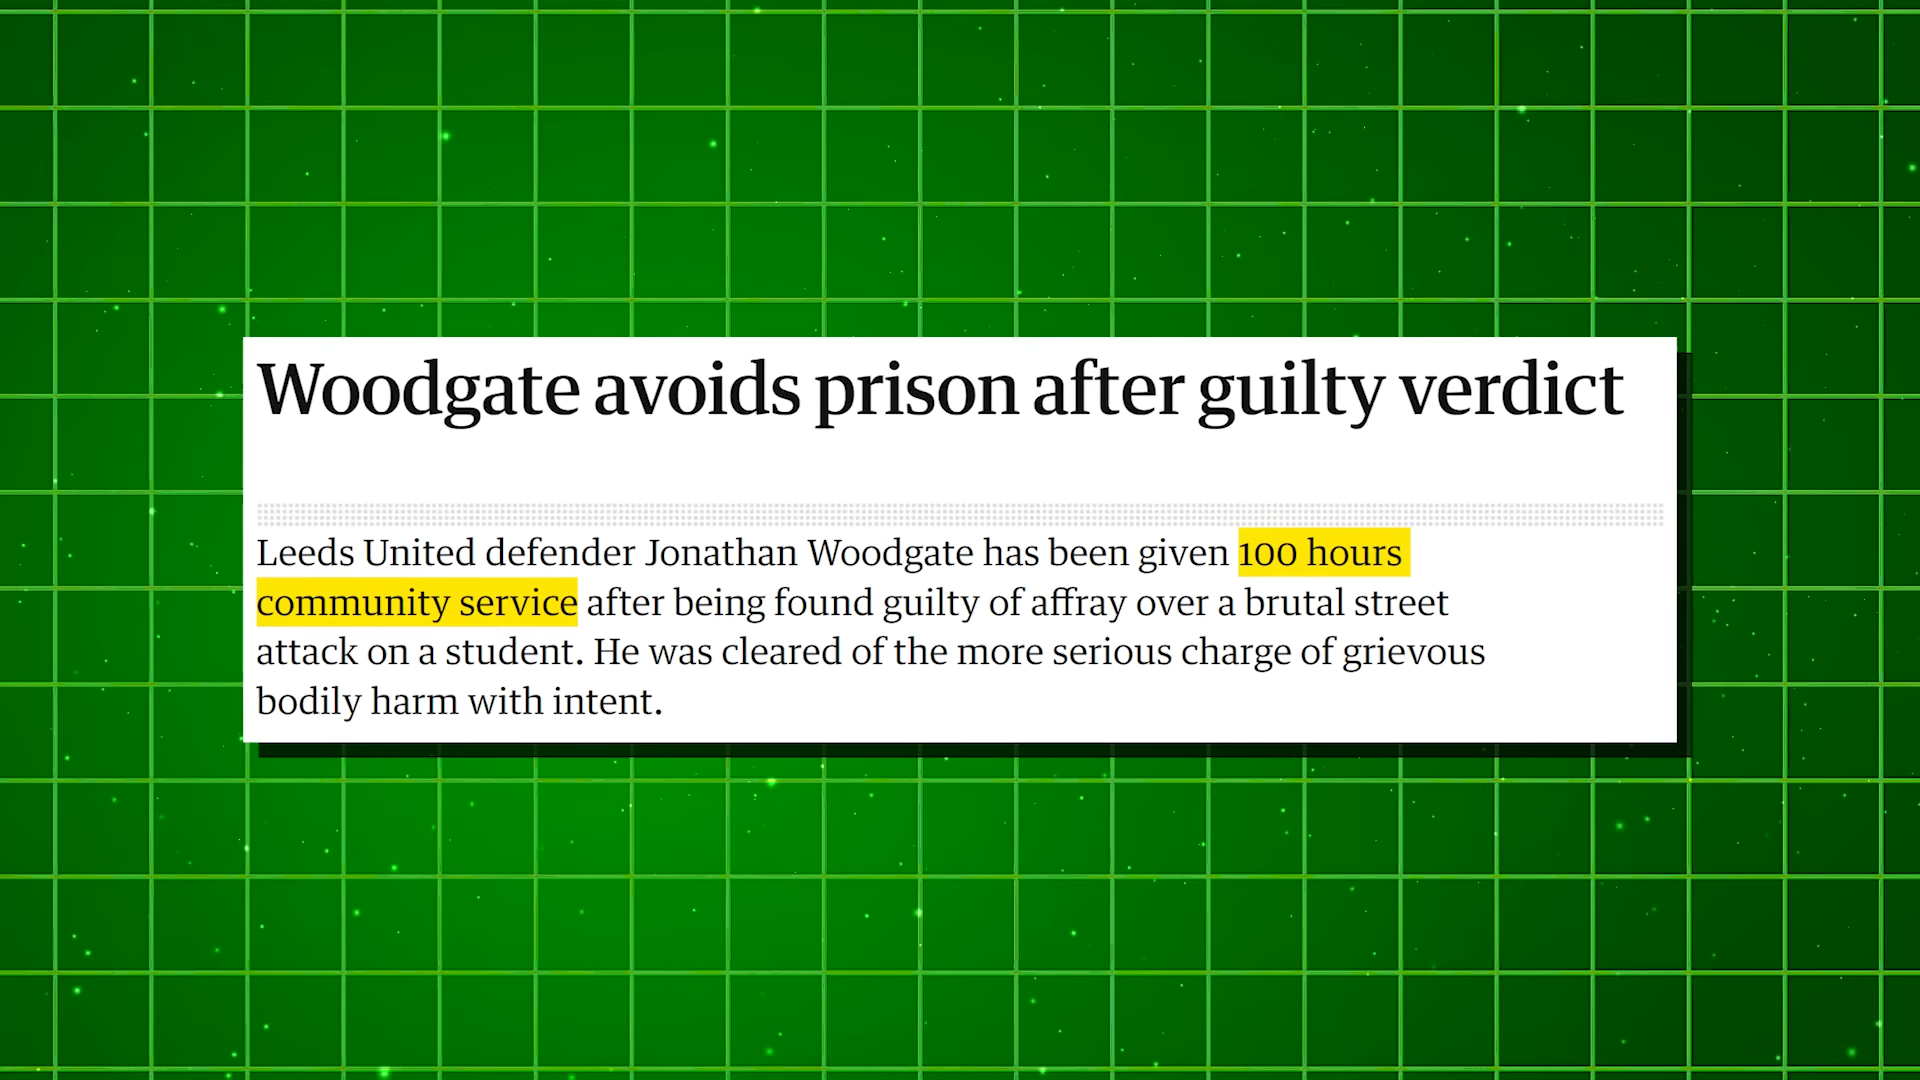 Woodgate avoids prison after guilty verdict
Leeds United defender Jonathan Woodgate has been given 100 hours
community service after being found guilty of affray over a brutal street
attack on a student. He was cleared of the more serious charge of grievous
bodily harm with intent.